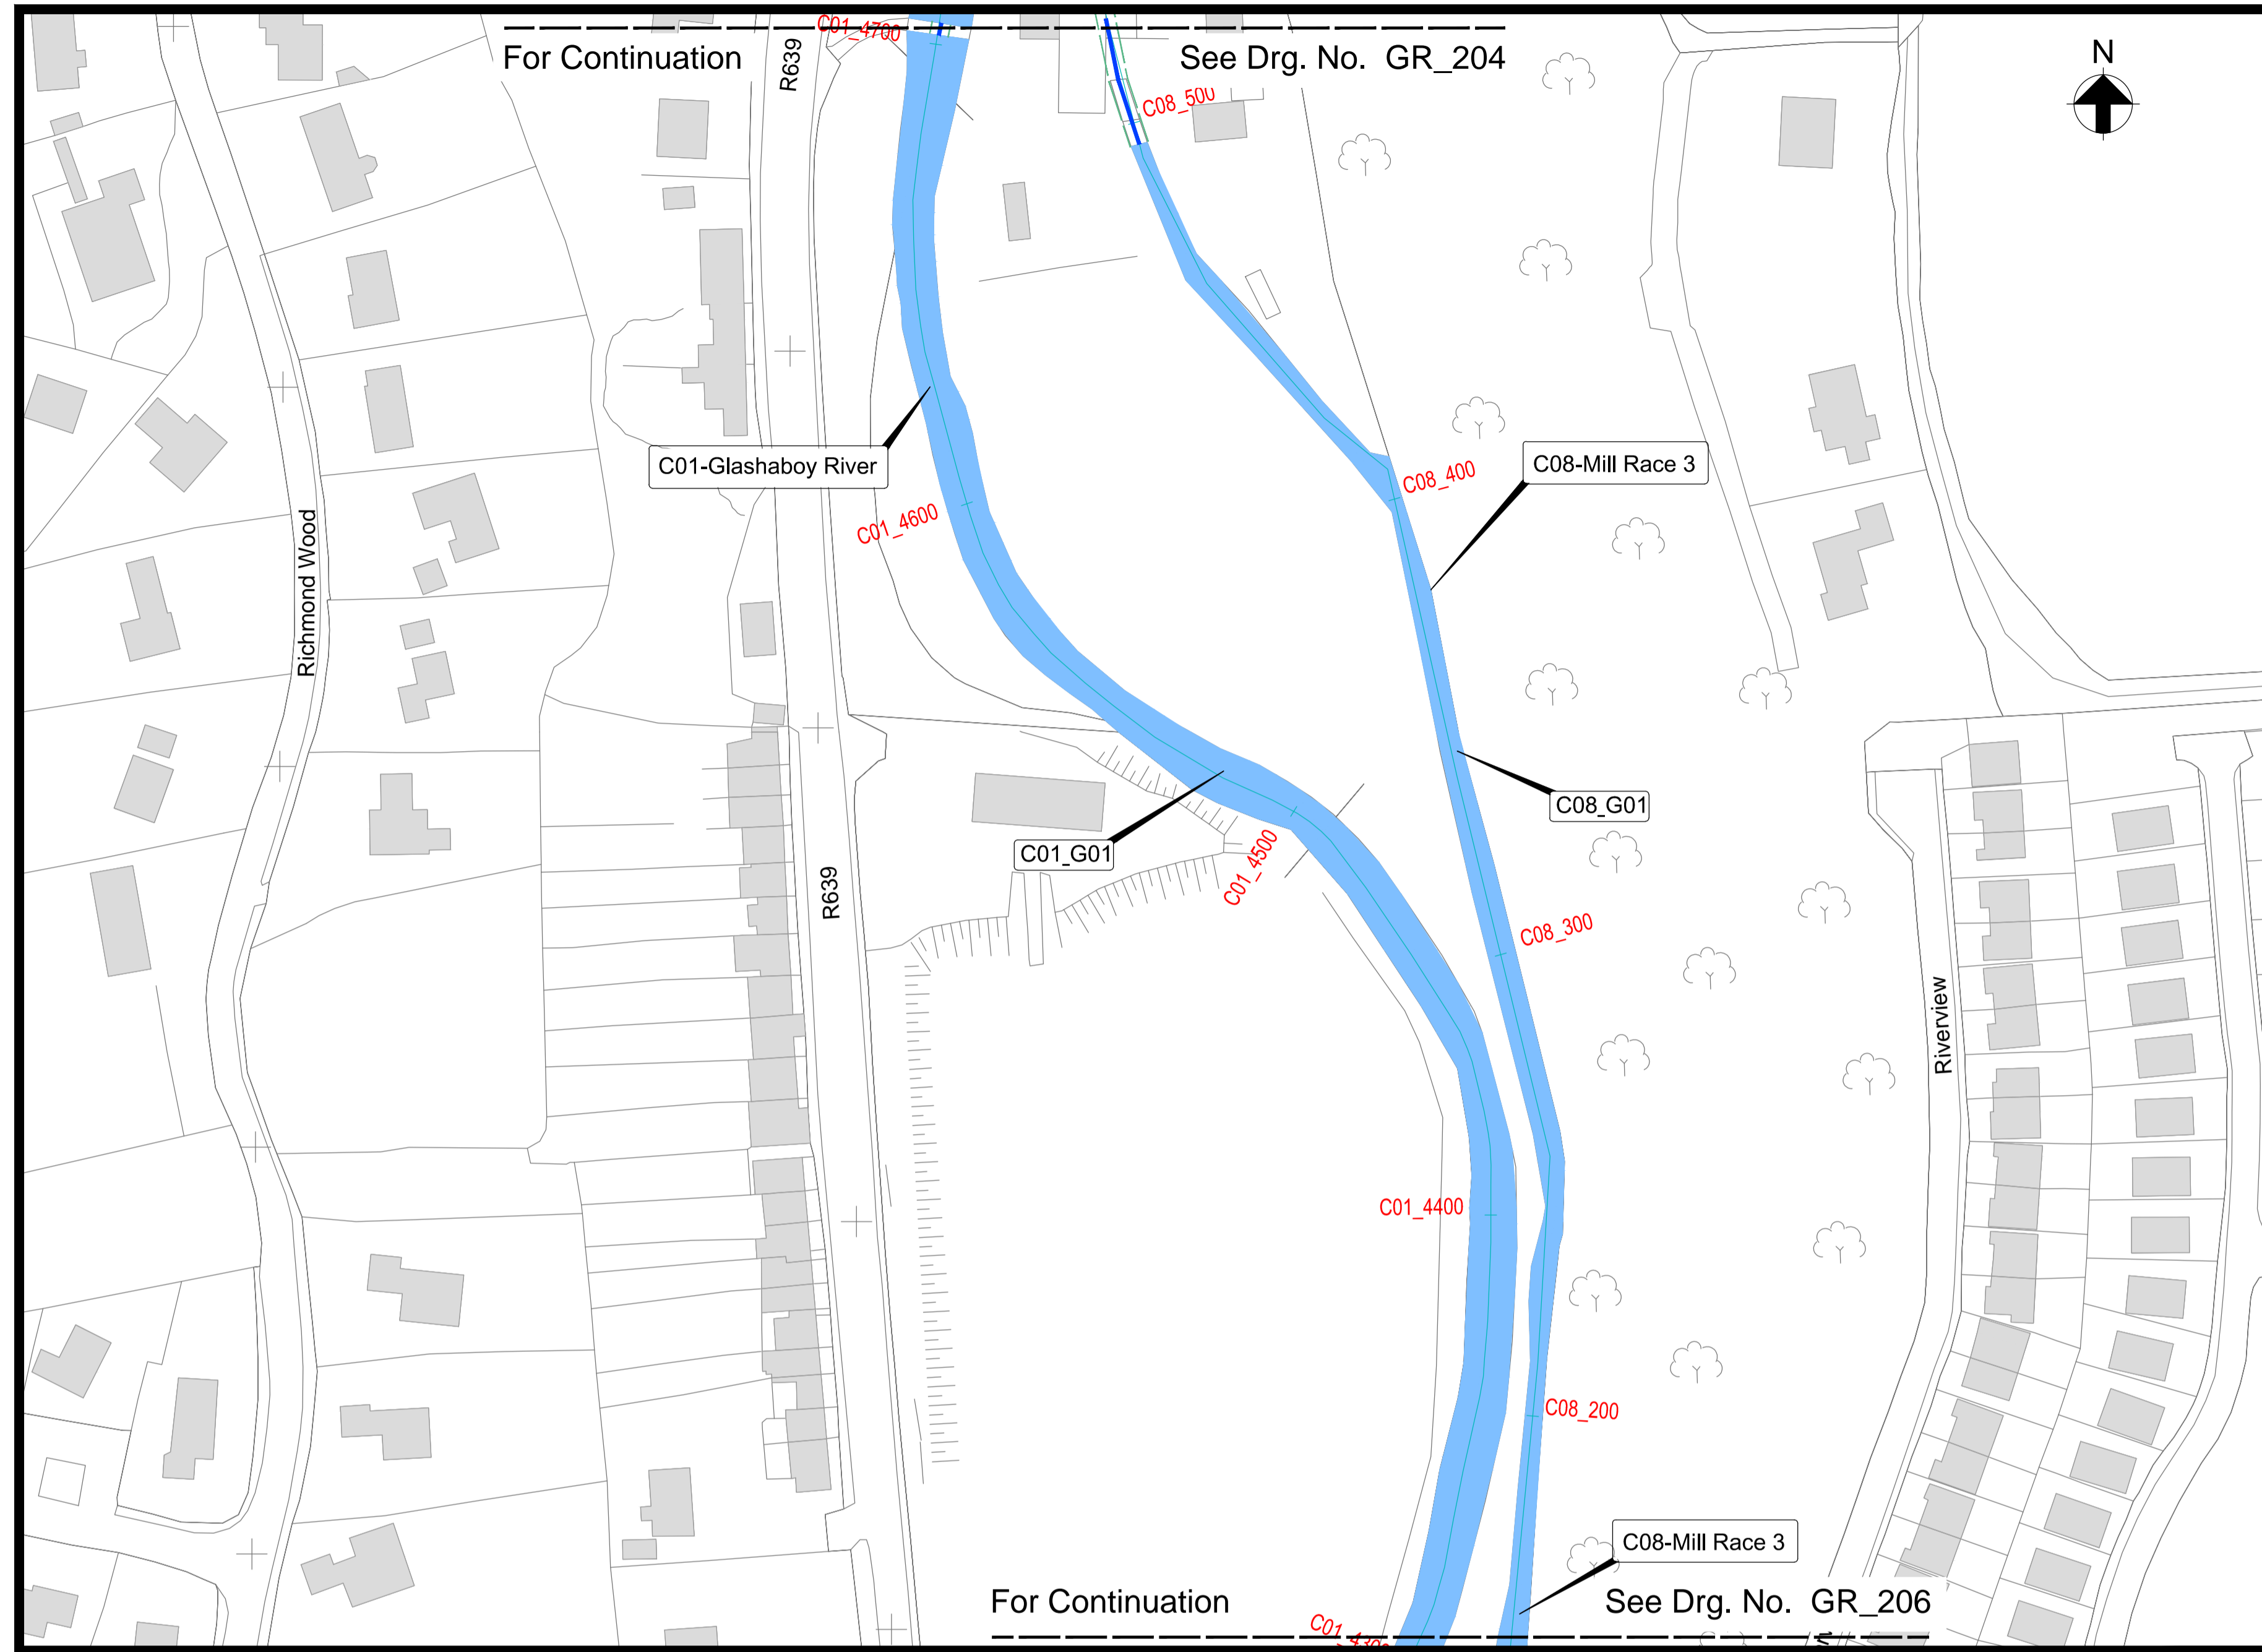 C01_4700
For Continuation
R639
See Drg. No. GR_204
N
C08_500
C01-Glashaboy River
C08-Mill Race 3
C08_400
C01_4600
Richmond Wood
C08_G01
C01_G01
C01_4500
R639
C08_300
Riverview
C01_4400
C08_200
C08-Mill Race 3
For Continuation
See Drg. No. GR_206